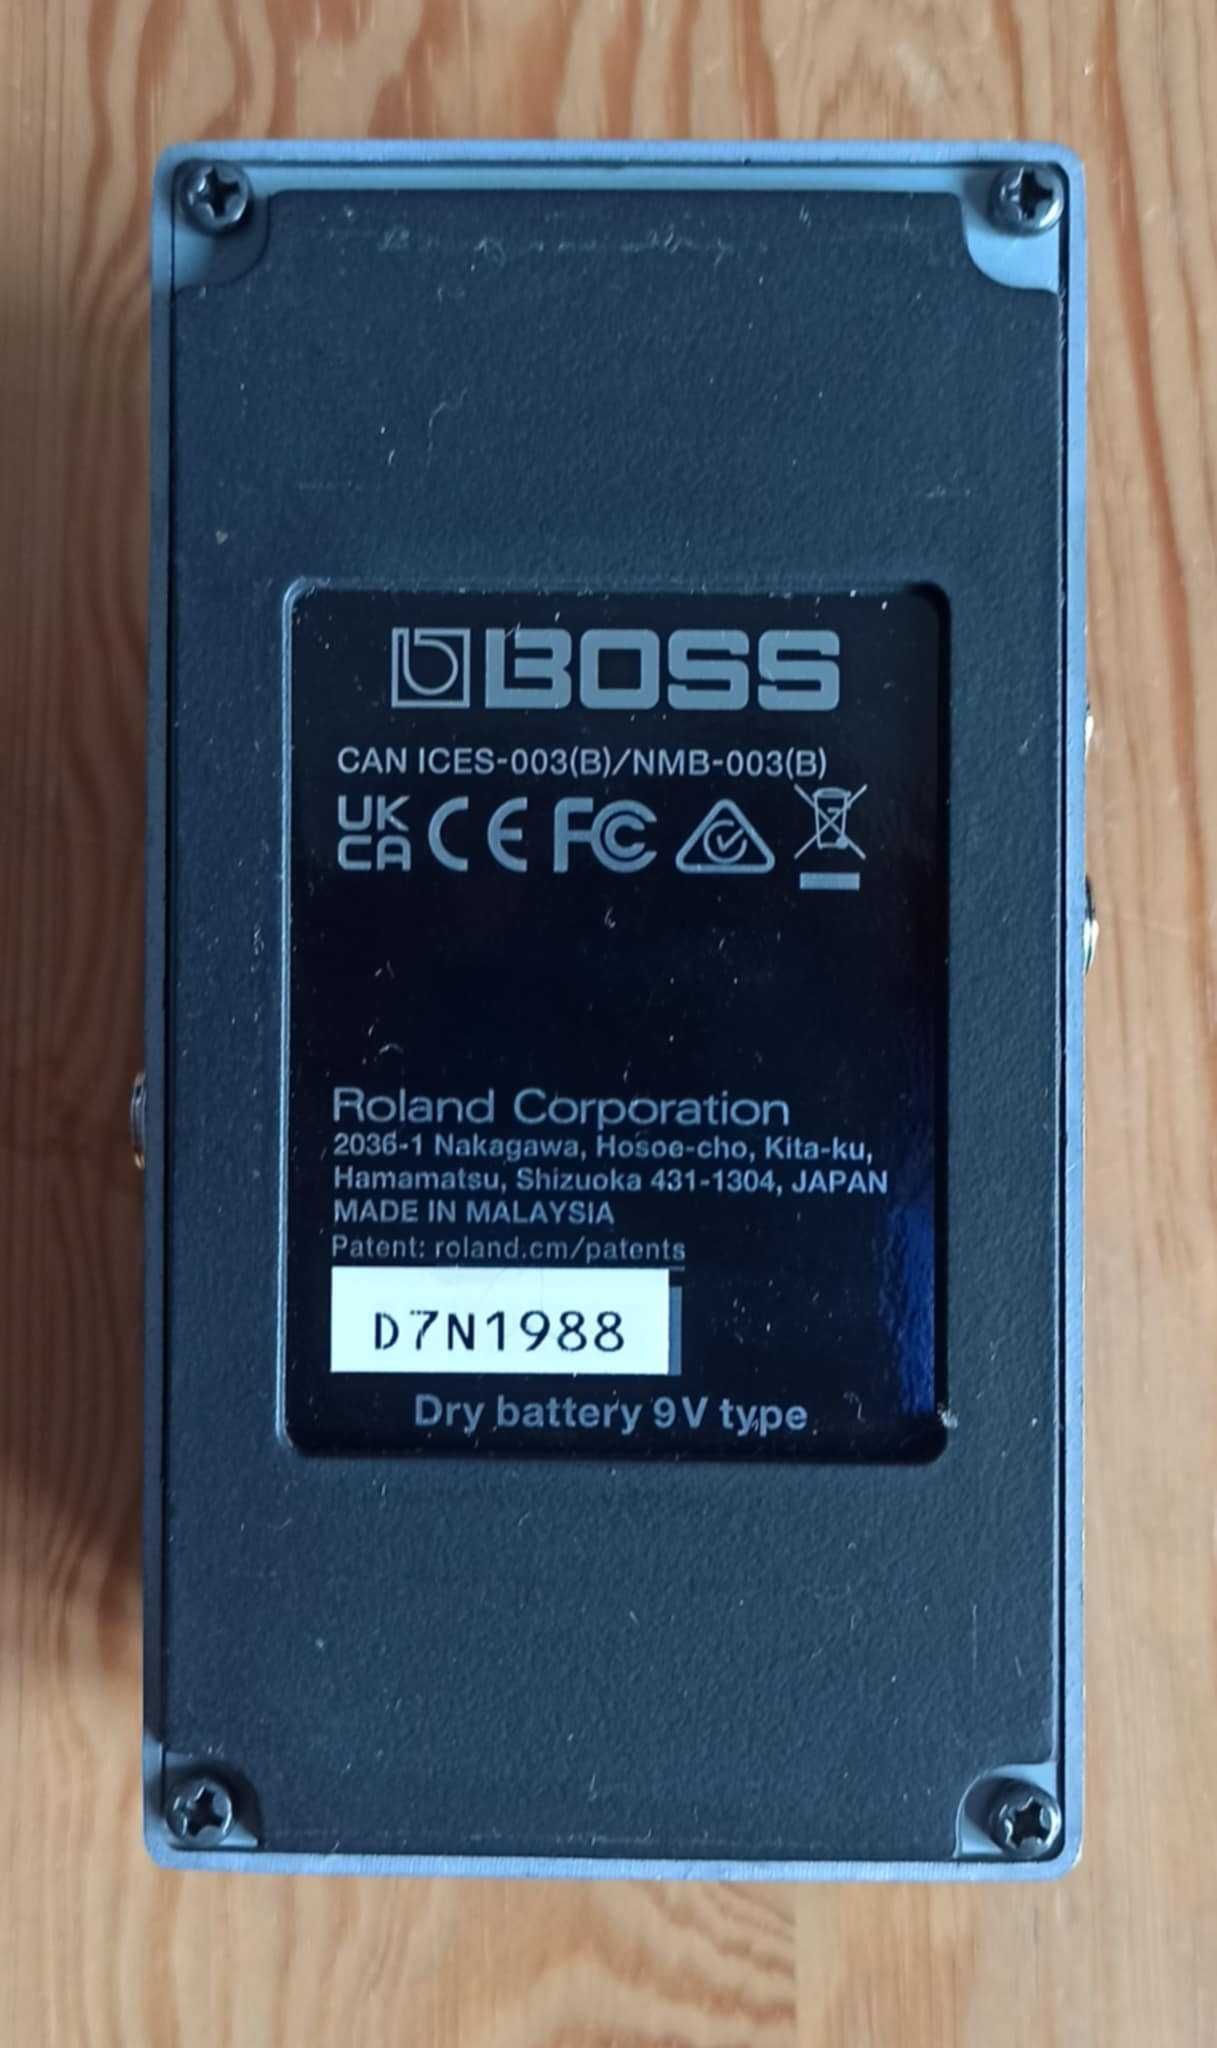 BOSS
CAN ICES-003(B)/NMB-003(B)
UK CA CE FC
Roland Corporation
2036-1 Nakagawa, Hosoe-cho, Kita-ku,
Hamamatsu, Shizuoka 431-1304, JAPAN
MADE IN MALAYSIA
Patent: roland.cm/patents
D7N1988
Dry battery 9V type